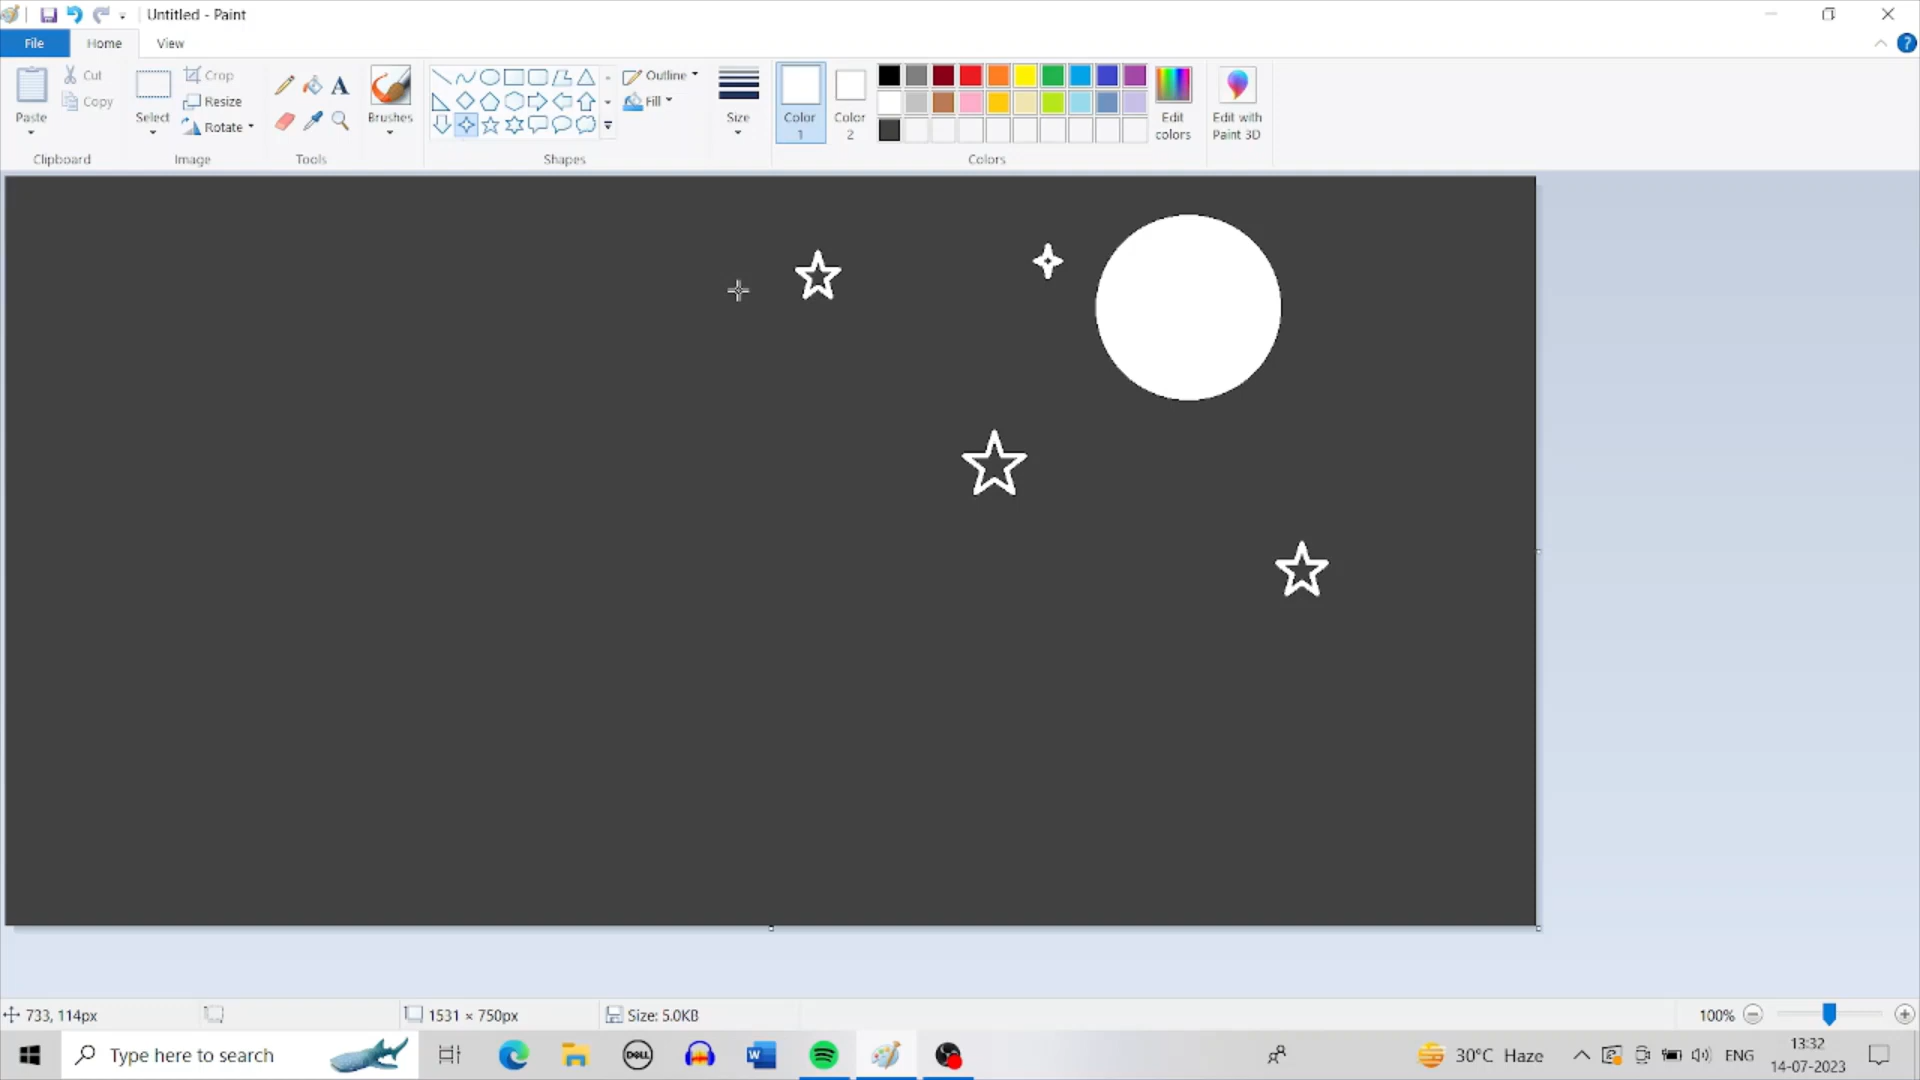 Untitled - Paint
File Home View
Paste
Cut
Copy
Clipboard
Select
Crop
Resize
Rotate
Image
A
Tools
Brushes
Outline
Fill
Shapes
Size
Color 1
Color 2
Edit colors
Colors
Edit with Paint 3D
733, 114px 1531 × 750px Size: 5.0KB 100%
Type here to search DELL W 30°C Haze ENG 13:32
14-07-2023